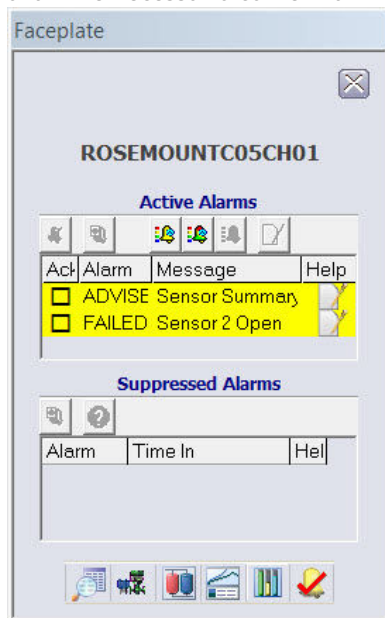 Faceplate
ROSEMOUNTC05CH01
Active Alarms
Ack Alarm Message Help
ADVISE Sensor Summary
FAILED Sensor 2 Open
Suppressed Alarms
Alarm Time In Hel